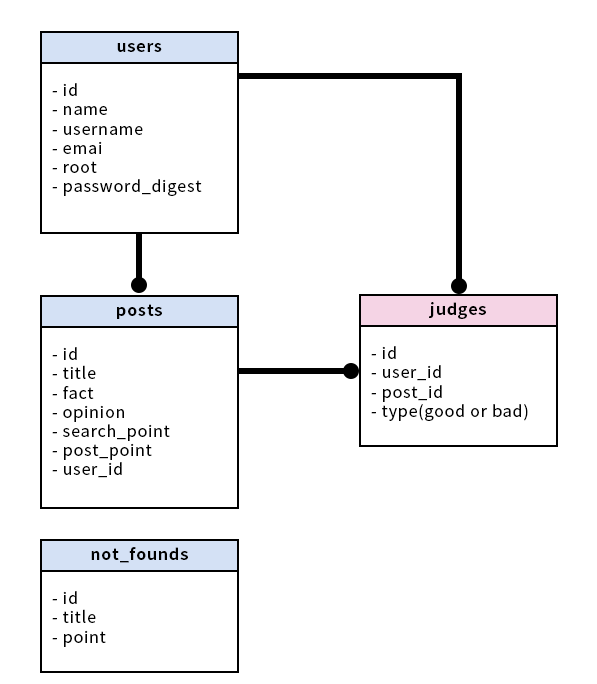 users
- id
- name
- username
- emai
- root
- password_digest
posts
- id
- title
- fact
- opinion
- search_point
- post_point
- user_id
judges
- id
- user_id
- post_id
- type(good or bad)
not_founds
- id
- title
- point